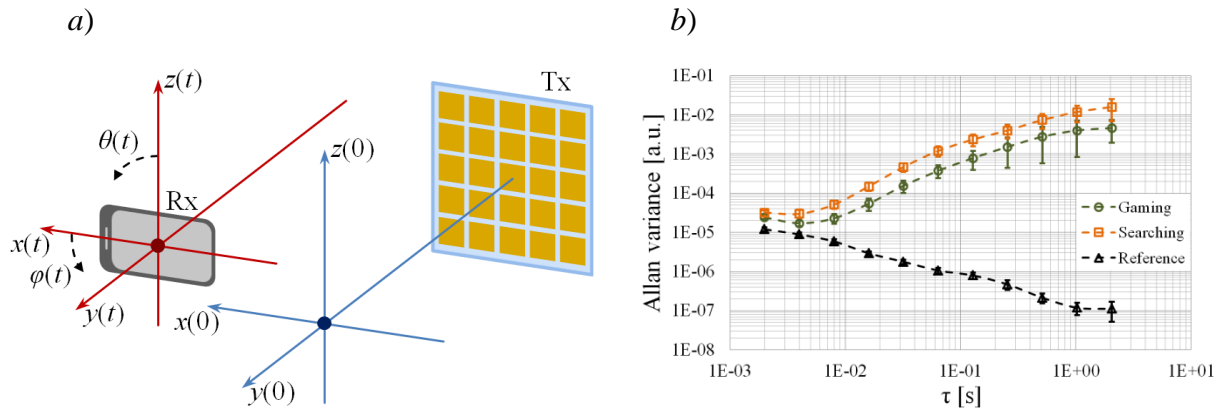 a)
z(t)
θ(t)
Rx
x(t)
φ(t)
y(t)
Tx
z(0)
x(0)
y(0)
b)
Allan variance [a.u.]
1E-01
1E-02
1E-03
1E-04
1E-05
1E-06
1E-07
1E-08
Gaming
Searching
Reference
1E-03 1E-02 1E-01 1E+00 1E+01
τ [s]